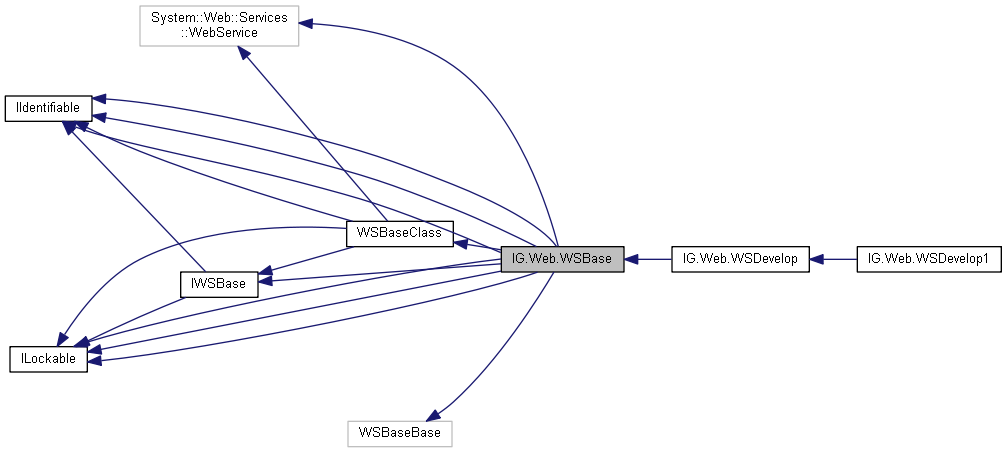 System::Web::Services
::WebService
IIdentifiable
WSBaseClass
IG.Web.WSBase
IG.Web.WSDevelop
IG.Web.WSDevelop1
IWSBase
ILockable
WSBaseBase